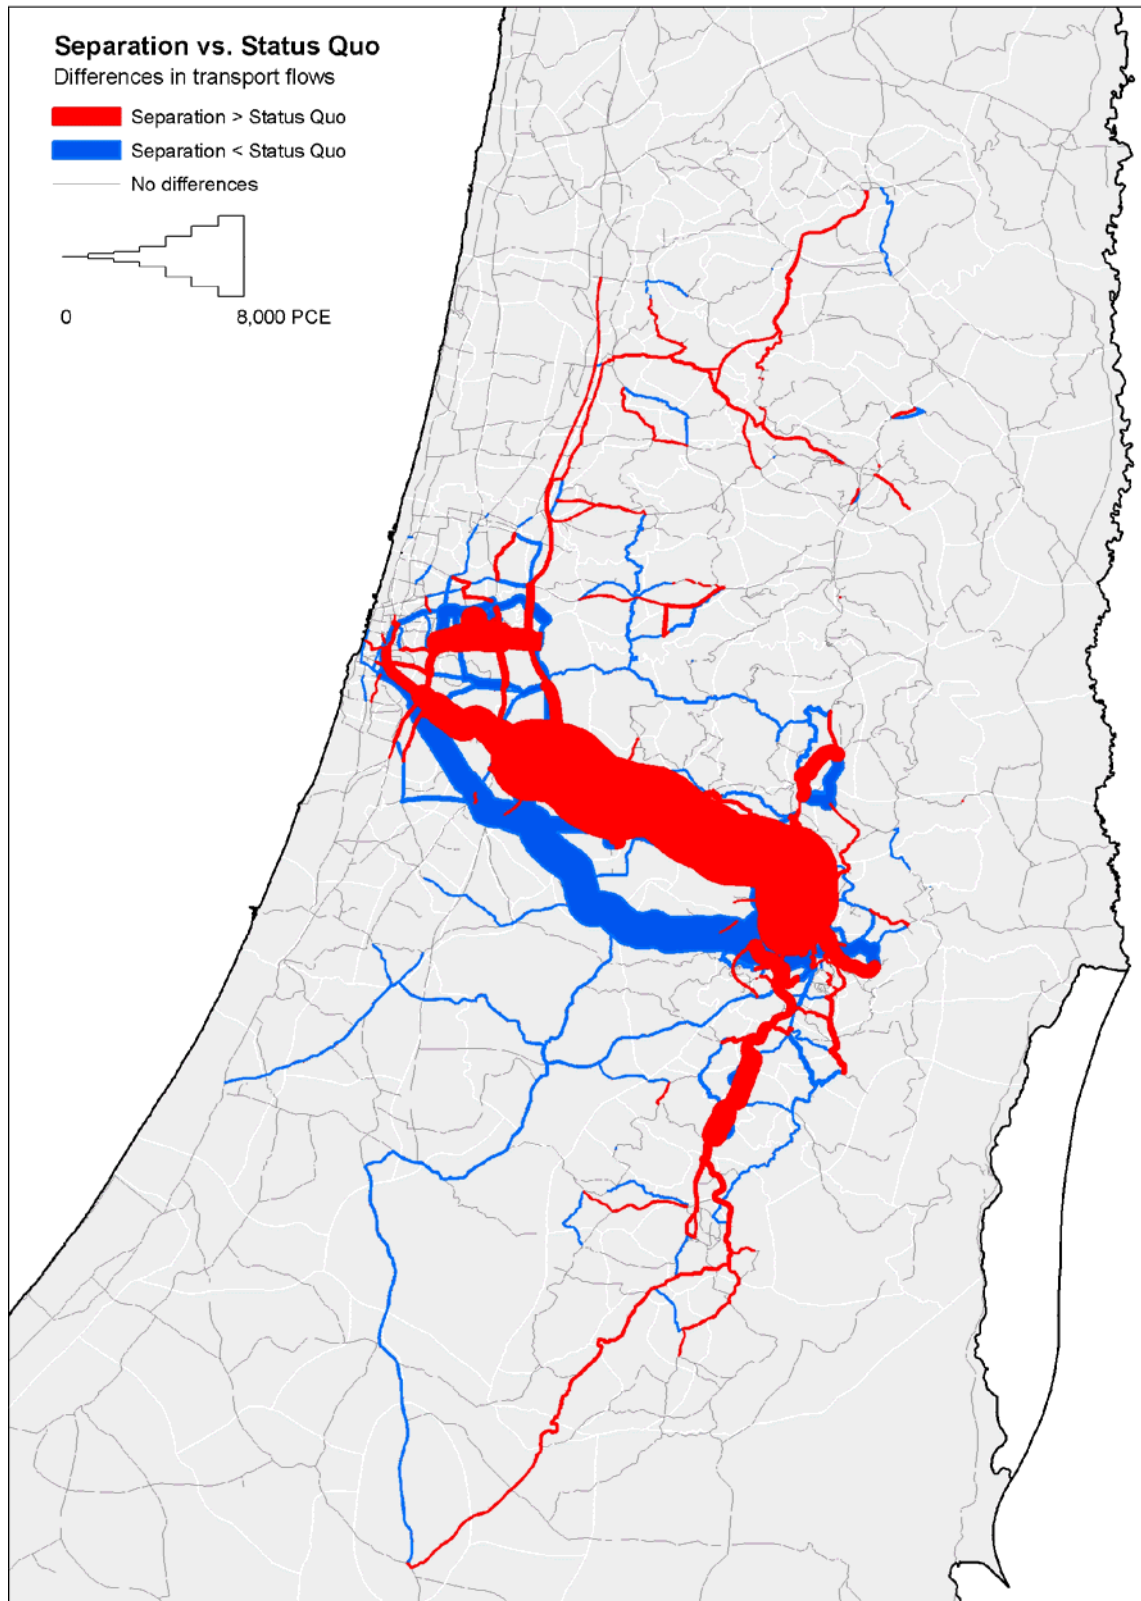 Separation vs. Status Quo
Differences in transport flows
Separation > Status Quo
Separation < Status Quo
No differences
0 8,000 PCE